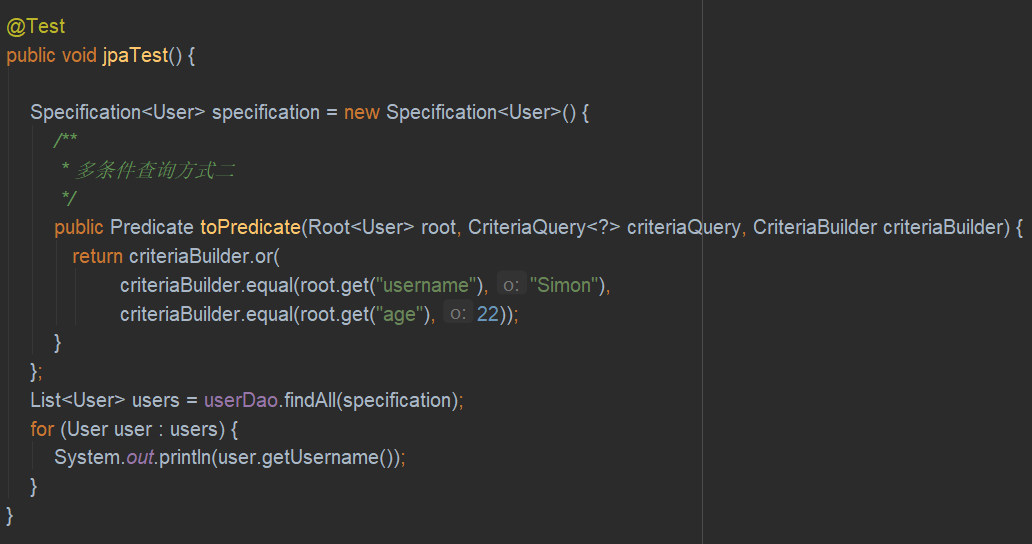 @Test
public void jpaTest() {
Specification<User> specification = new Specification<User>() {
/**
* 多条件查询方式二
*/
public Predicate toPredicate(Root<User> root, CriteriaQuery<?> criteriaQuery, CriteriaBuilder criteriaBuilder) {
return criteriaBuilder.or(
criteriaBuilder.equal(root.get("username"), o: "Simon"),
criteriaBuilder.equal(root.get("age"), o: 22));
}
};
List<User> users = userDao.findAll(specification);
for (User user : users) {
System.out.println(user.getUsername());
}
}